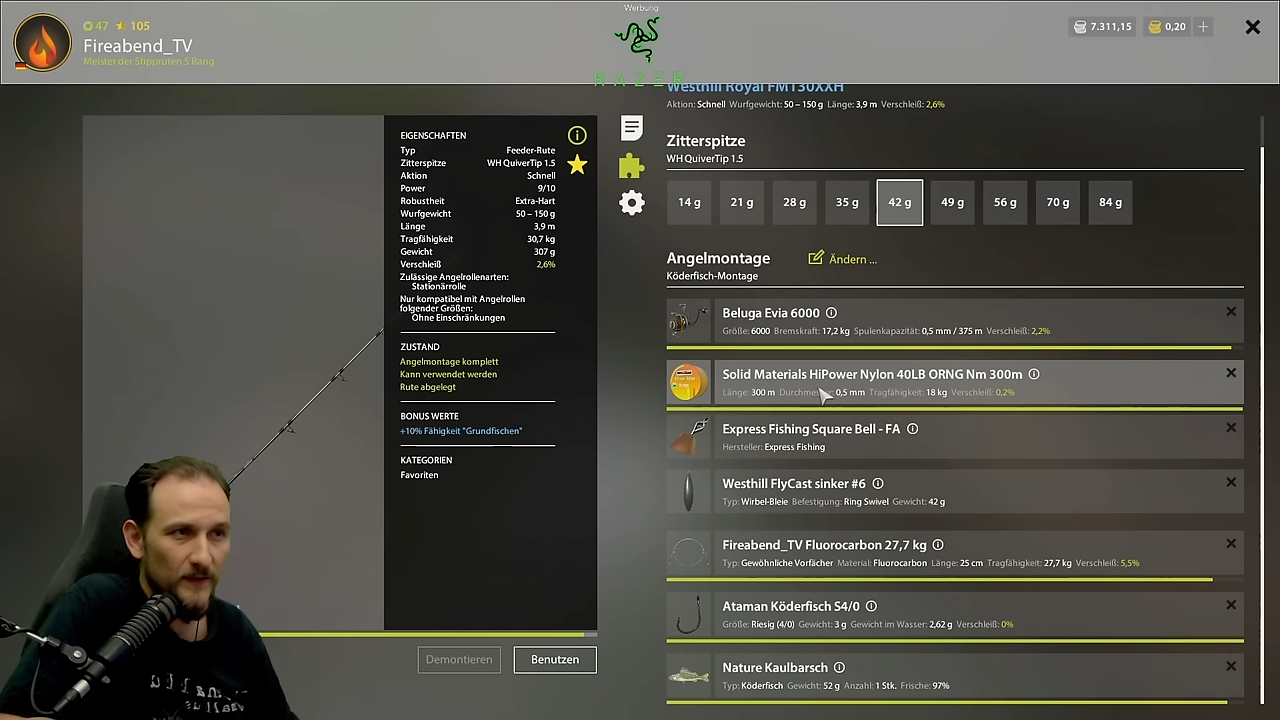 Werbung
RAZER
47 105
Fireabend_TV
Meister der Stippruten 5 Rang
7.311,15
0,20
+
EIGENSCHAFTEN
Typ Feeder-Rute
Zitterspitze WH QuiverTip 1.5
Aktion Schnell
Power 9/10
Robustheit Extra-Hart
Wurfgewicht 50 – 150 g
Länge 3,9 m
Tragfähigkeit 30,7 kg
Gewicht 307 g
Verschleiß 2,6%
Zulässige Angelrollenarten:
Stationärrolle
Nur kompatibel mit Angelrollen
folgender Größen:
Ohne Einschränkungen
ZUSTAND
Angelmontage komplett
Kann verwendet werden
Rute abgelegt
BONUS WERTE
+10% Fähigkeit "Grundfischen"
KATEGORIEN
Favoriten
Demontieren
Benutzen
Westhill Royal FM130XXH
Aktion: Schnell Wurfgewicht: 50 – 150 g Länge: 3,9 m Verschleiß: 2,6%
Zitterspitze
WH QuiverTip 1.5
14 g 21 g 28 g 35 g 42 g 49 g 56 g 70 g 84 g
Angelmontage Ändern ...
Köderfisch-Montage
Beluga Evia 6000
Größe: 6000 Bremskraft: 17,2 kg Spulenkapazität: 0,5 mm / 375 m Verschleiß: 2,2%
Solid Materials HiPower Nylon 40LB ORNG Nm 300m
Länge: 300 m 0,5 mm Tragfähigkeit: 18 kg Verschleiß: 0,2%
Express Fishing Square Bell - FA
Hersteller: Express Fishing
Westhill FlyCast sinker #6
Typ: Wirbel-Bleie Befestigung: Ring Swivel Gewicht: 42 g
Fireabend_TV Fluorocarbon 27,7 kg
Typ: Gewöhnliche Vorfächer Material: Fluorocarbon Länge: 25 cm Tragfähigkeit: 27,7 kg Verschleiß: 5,5%
Ataman Köderfisch S4/0
Größe: Riesig (4/0) Gewicht: 3 g Gewicht im Wasser: 2,62 g Verschleiß: 0%
Nature Kaulbarsch
Typ: Köderfisch Gewicht: 52 g Anzahl: 1 Stk. Frische: 97%